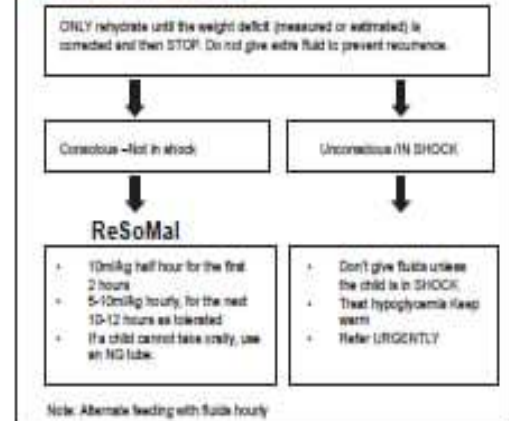 ONLY rehydrate until the weight deficit (measured or estimated) is
corrected and then STOP. Do not give extra fluid to prevent recurrence.
Conscious –Not in shock
Unconscious /IN SHOCK
ReSoMal
• 10ml/kg half hour for the first
2 hours
• 5-10ml/kg hourly, for the next
10-12 hours as tolerated
• If a child cannot take orally, use
an NG tube.
• Don't give fluids unless
the child is in SHOCK
• Treat hypoglycemia Keep
warm
• Refer URGENTLY
Note: Alternate feeding with fluids hourly